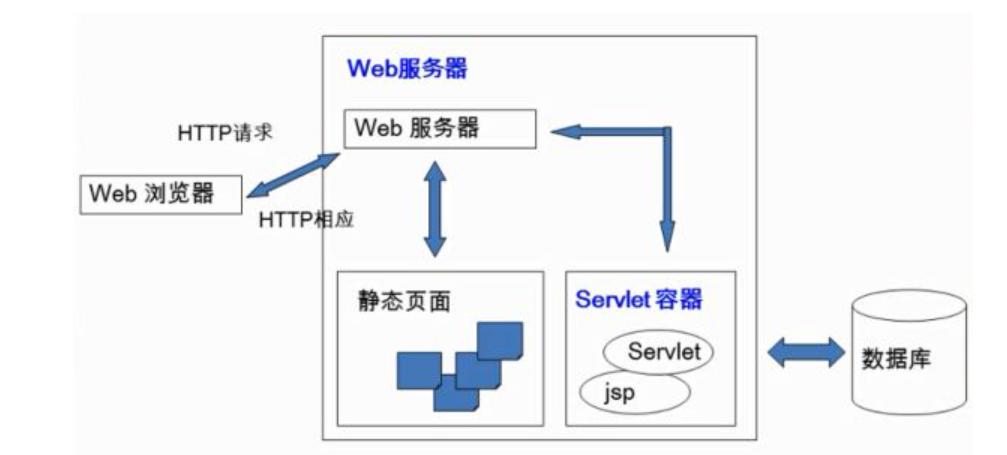 Web服务器
Web 服务器
HTTP请求
Web 浏览器
HTTP相应
静态页面
Servlet 容器
Servlet
jsp
数据库